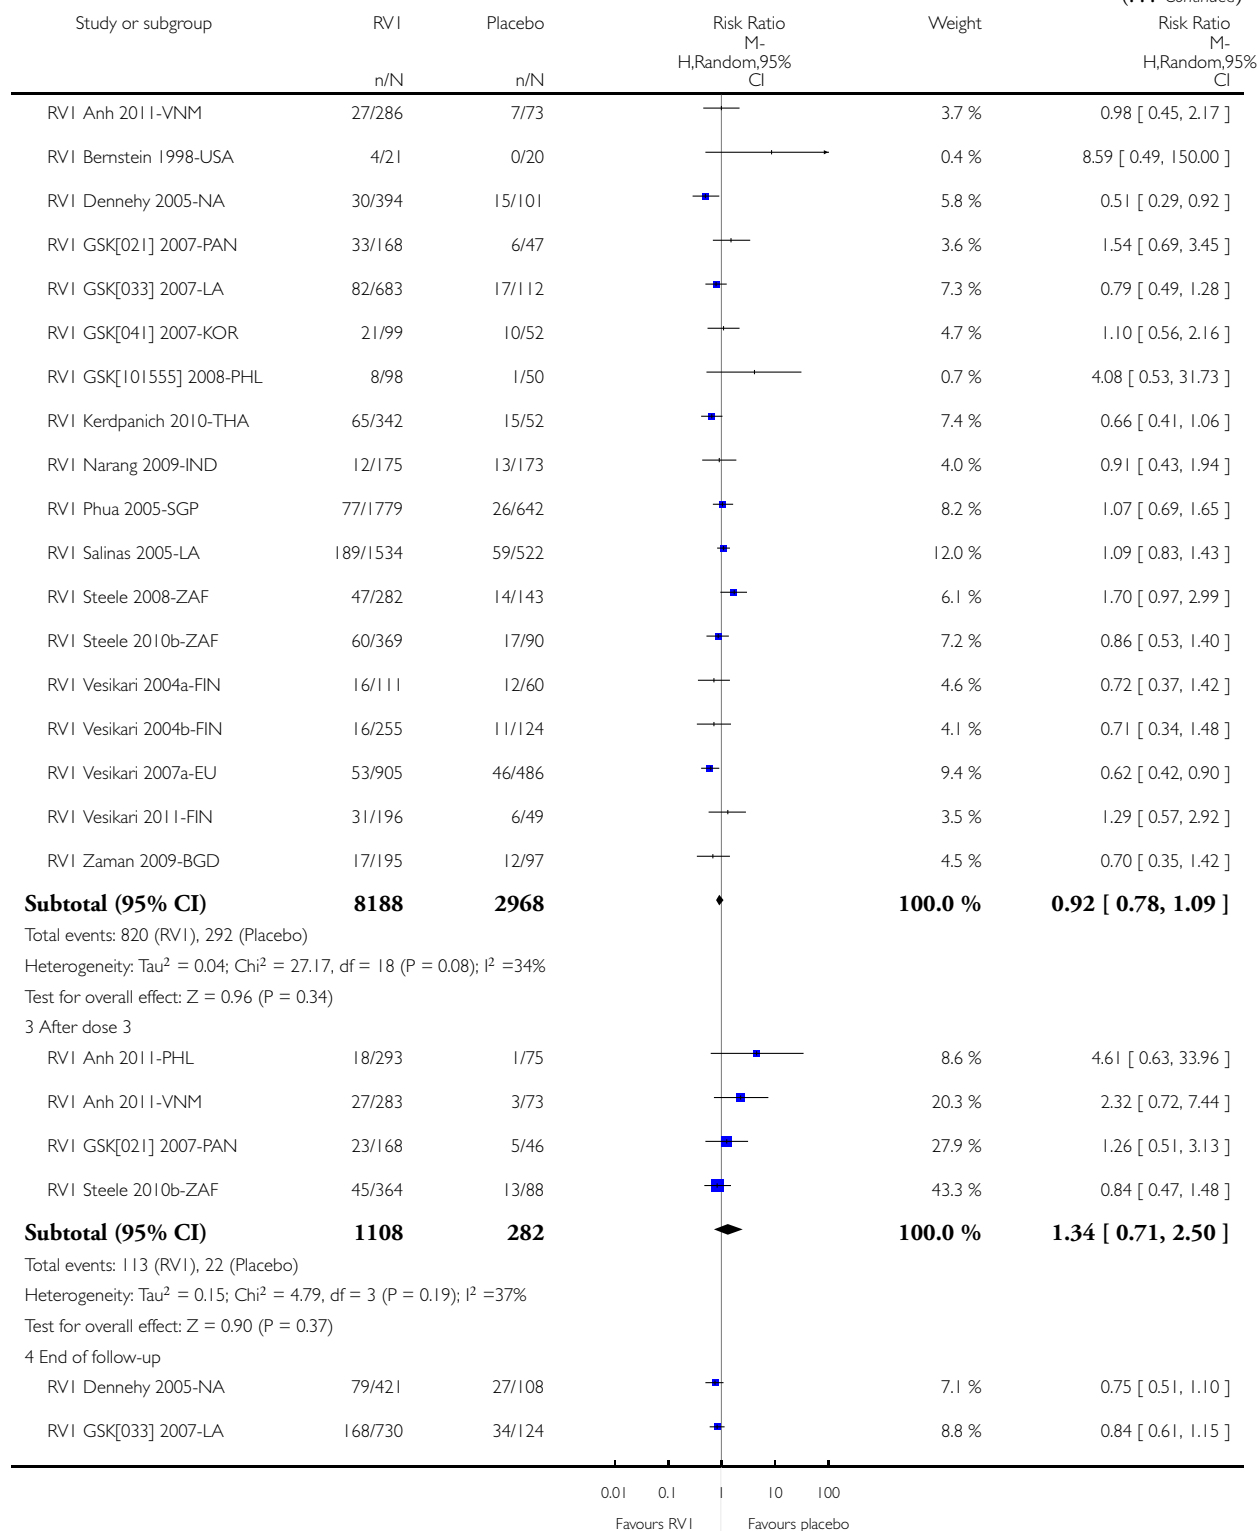 Continued)
Study or subgroup RV1 Placebo Risk Ratio Weight Risk Ratio
M- M-
H,Random,95% H,Random,95%
n/N n/N CI CI
RV1 Anh 2011-VNM 27/286 7/73 3.7 % 0.98 [ 0.45, 2.17 ]
RV1 Bernstein 1998-USA 4/21 0/20 0.4 % 8.59 [ 0.49, 150.00 ]
RV1 Dennehy 2005-NA 30/394 15/101 5.8 % 0.51 [ 0.29, 0.92 ]
RV1 GSK[021] 2007-PAN 33/168 6/47 3.6 % 1.54 [ 0.69, 3.45 ]
RV1 GSK[033] 2007-LA 82/683 17/112 7.3 % 0.79 [ 0.49, 1.28 ]
RV1 GSK[041] 2007-KOR 21/99 10/52 4.7 % 1.10 [ 0.56, 2.16 ]
RV1 GSK[101555] 2008-PHL 8/98 1/50 0.7 % 4.08 [ 0.53, 31.73 ]
RV1 Kerdpanich 2010-THA 65/342 15/52 7.4 % 0.66 [ 0.41, 1.06 ]
RV1 Narang 2009-IND 12/175 13/173 4.0 % 0.91 [ 0.43, 1.94 ]
RV1 Phua 2005-SGP 77/1779 26/642 8.2 % 1.07 [ 0.69, 1.65 ]
RV1 Salinas 2005-LA 189/1534 59/522 12.0 % 1.09 [ 0.83, 1.43 ]
RV1 Steele 2008-ZAF 47/282 14/143 6.1 % 1.70 [ 0.97, 2.99 ]
RV1 Steele 2010b-ZAF 60/369 17/90 7.2 % 0.86 [ 0.53, 1.40 ]
RV1 Vesikari 2004a-FIN 16/111 12/60 4.6 % 0.72 [ 0.37, 1.42 ]
RV1 Vesikari 2004b-FIN 16/255 11/124 4.1 % 0.71 [ 0.34, 1.48 ]
RV1 Vesikari 2007a-EU 53/905 46/486 9.4 % 0.62 [ 0.42, 0.90 ]
RV1 Vesikari 2011-FIN 31/196 6/49 3.5 % 1.29 [ 0.57, 2.92 ]
RV1 Zaman 2009-BGD 17/195 12/97 4.5 % 0.70 [ 0.35, 1.42 ]
Subtotal (95% CI) 8188 2968 100.0 % 0.92 [ 0.78, 1.09 ]
Total events: 820 (RV1), 292 (Placebo)
Heterogeneity: Tau² = 0.04; Chi² = 27.17, df = 18 (P = 0.08); I² =34%
Test for overall effect: Z = 0.96 (P = 0.34)
3 After dose 3
RV1 Anh 2011-PHL 18/293 1/75 8.6 % 4.61 [ 0.63, 33.96 ]
RV1 Anh 2011-VNM 27/283 3/73 20.3 % 2.32 [ 0.72, 7.44 ]
RV1 GSK[021] 2007-PAN 23/168 5/46 27.9 % 1.26 [ 0.51, 3.13 ]
RV1 Steele 2010b-ZAF 45/364 13/88 43.3 % 0.84 [ 0.47, 1.48 ]
Subtotal (95% CI) 1108 282 100.0 % 1.34 [ 0.71, 2.50 ]
Total events: 113 (RV1), 22 (Placebo)
Heterogeneity: Tau² = 0.15; Chi² = 4.79, df = 3 (P = 0.19); I² =37%
Test for overall effect: Z = 0.90 (P = 0.37)
4 End of follow-up
RV1 Dennehy 2005-NA 79/421 27/108 7.1 % 0.75 [ 0.51, 1.10 ]
RV1 GSK[033] 2007-LA 168/730 34/124 8.8 % 0.84 [ 0.61, 1.15 ]
0.01 0.1 1 10 100
Favours RV1 Favours placebo